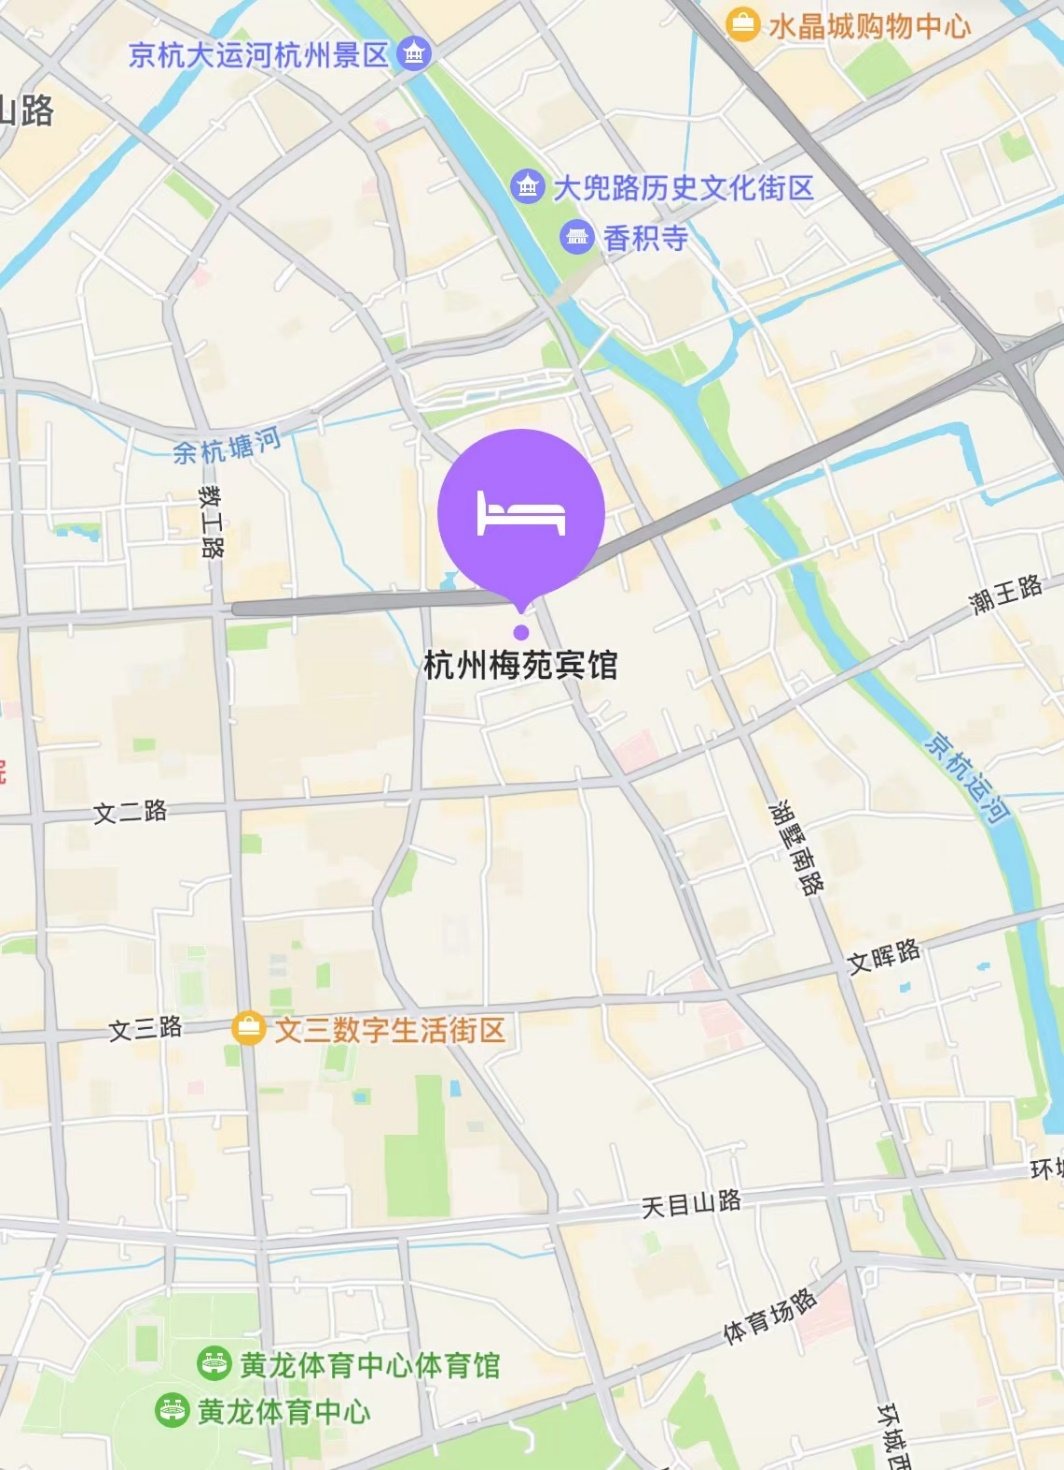 水晶城购物中心
京杭大运河杭州景区
山路
大兜路历史文化街区
香积寺
余杭塘河
教工路
潮王路
杭州梅苑宾馆
京杭运河
院
文二路
湖墅南路
文晖路
文三路
文三数字生活街区
环城
天目山路
体育场路
黄龙体育中心体育馆
黄龙体育中心
环城西